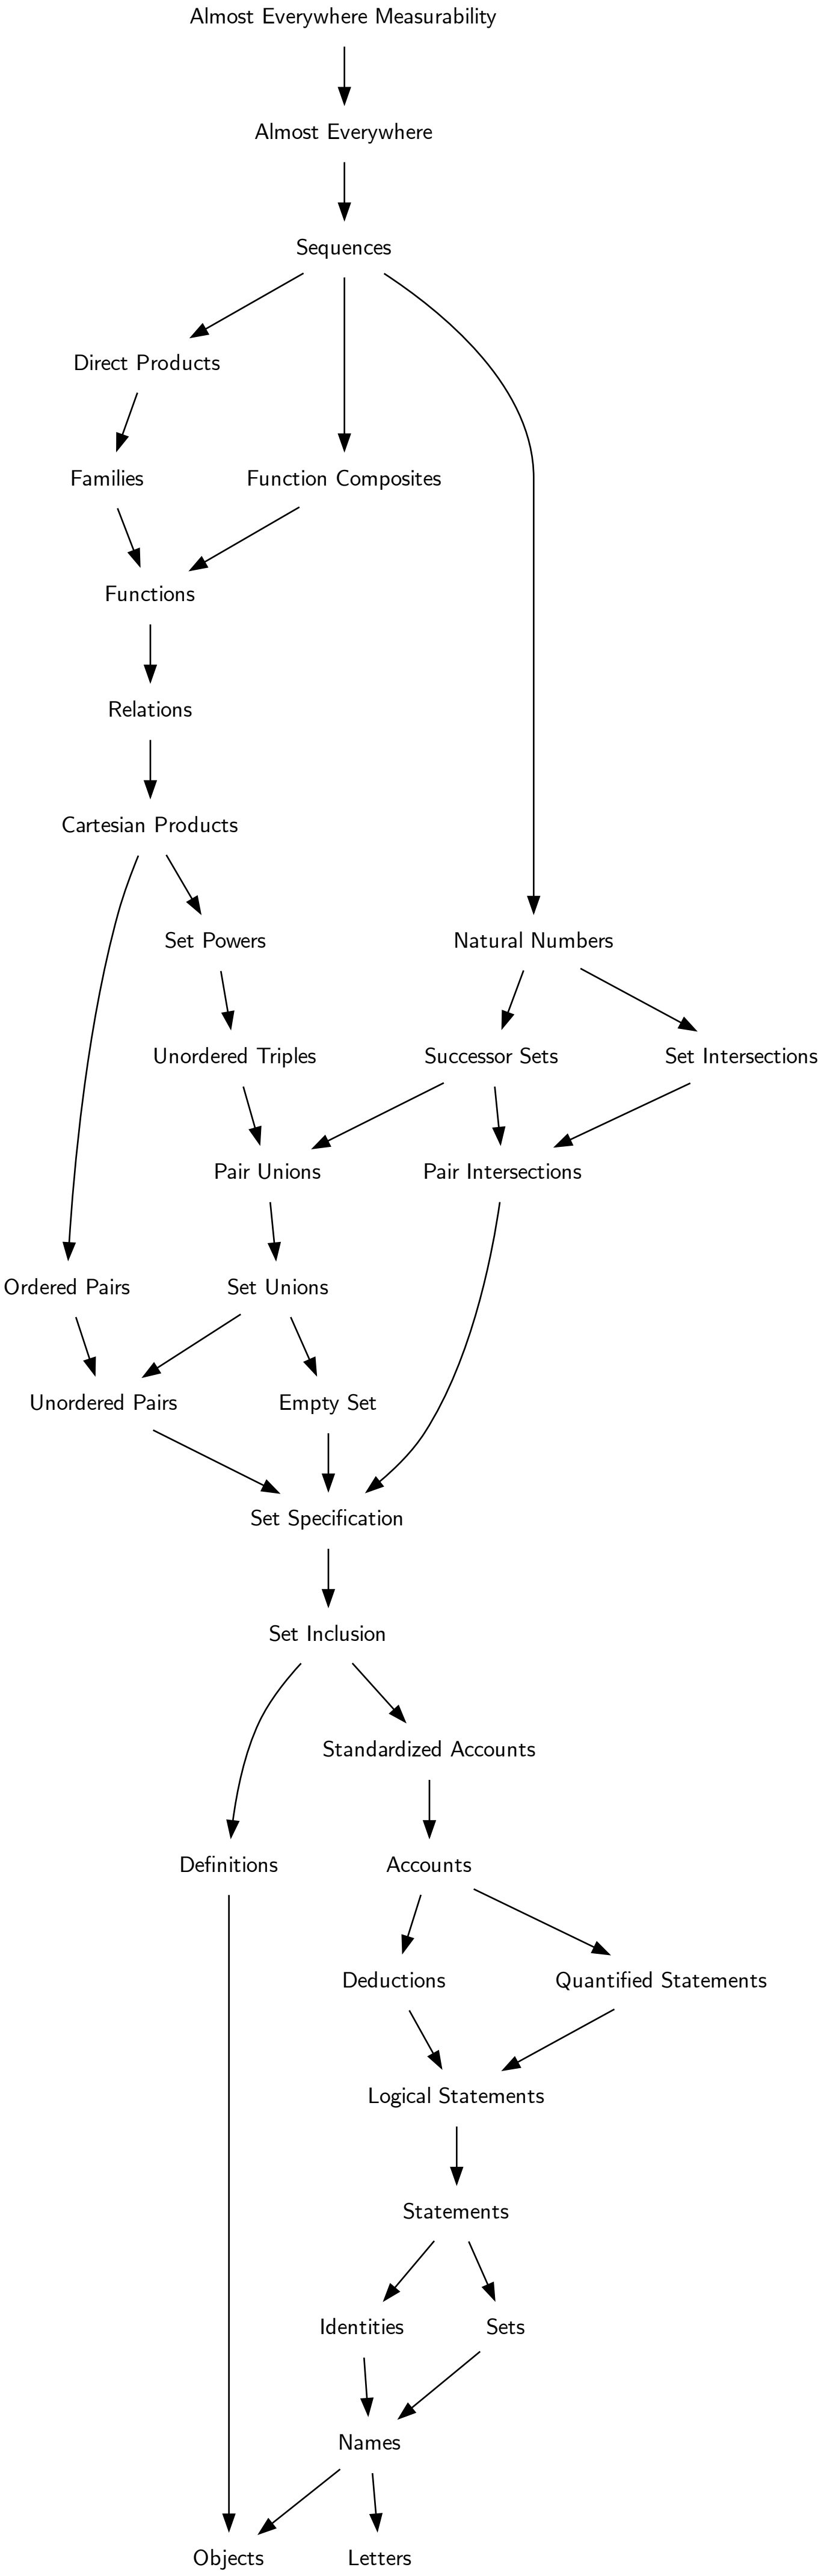 Almost Everywhere Measurability
Almost Everywhere
Sequences
Direct Products
Families
Function Composites
Functions
Relations
Cartesian Products
Set Powers
Natural Numbers
Unordered Triples
Successor Sets
Set Intersections
Pair Unions
Pair Intersections
Ordered Pairs
Set Unions
Unordered Pairs
Empty Set
Set Specification
Set Inclusion
Standardized Accounts
Definitions
Accounts
Deductions
Quantified Statements
Logical Statements
Statements
Identities
Sets
Names
Objects
Letters